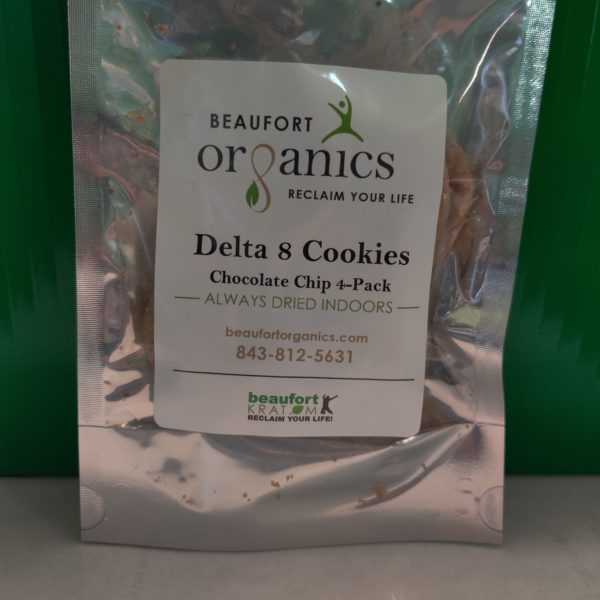 BEAUFORT
organics
RECLAIM YOUR LIFE
Delta 8 Cookies
Chocolate Chip 4-Pack
ALWAYS DRIED INDOORS
beaufortorganics.com
843-812-5631
beaufort
KRATOM
RECLAIM YOUR LIFE!